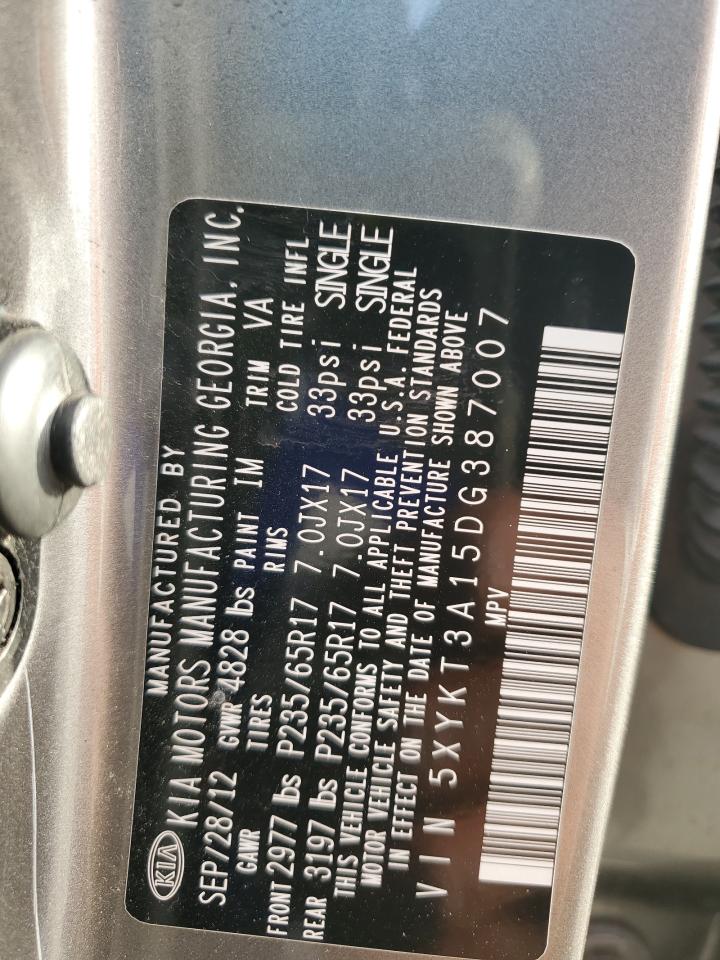 KIA
MANUFACTURED BY
KIA MOTORS MANUFACTURING GEORGIA, INC.
SEP/28/12 GVWR 4828 lbs PAINT IM TRIM VA
GAWR TIRES RIMS COLD TIRE INFL
FRONT 2977 lbs P235/65R17 7.0JX17 33psi SINGLE
REAR 3197 lbs P235/65R17 7.0JX17 33psi SINGLE
THIS VEHICLE CONFORMS TO ALL APPLICABLE U.S.A. FEDERAL
MOTOR VEHICLE SAFETY AND THEFT PREVENTION STANDARDS
IN EFFECT ON THE DATE OF MANUFACTURE SHOWN ABOVE
VIN 5XYKT3A15DG387007
MPV